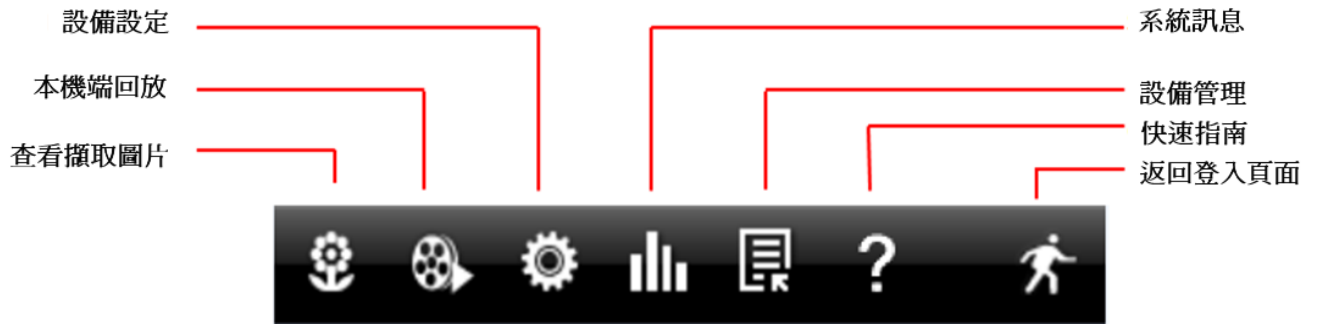 設備設定
本機端回放
查看擷取圖片
系統訊息
設備管理
快速指南
返回登入頁面